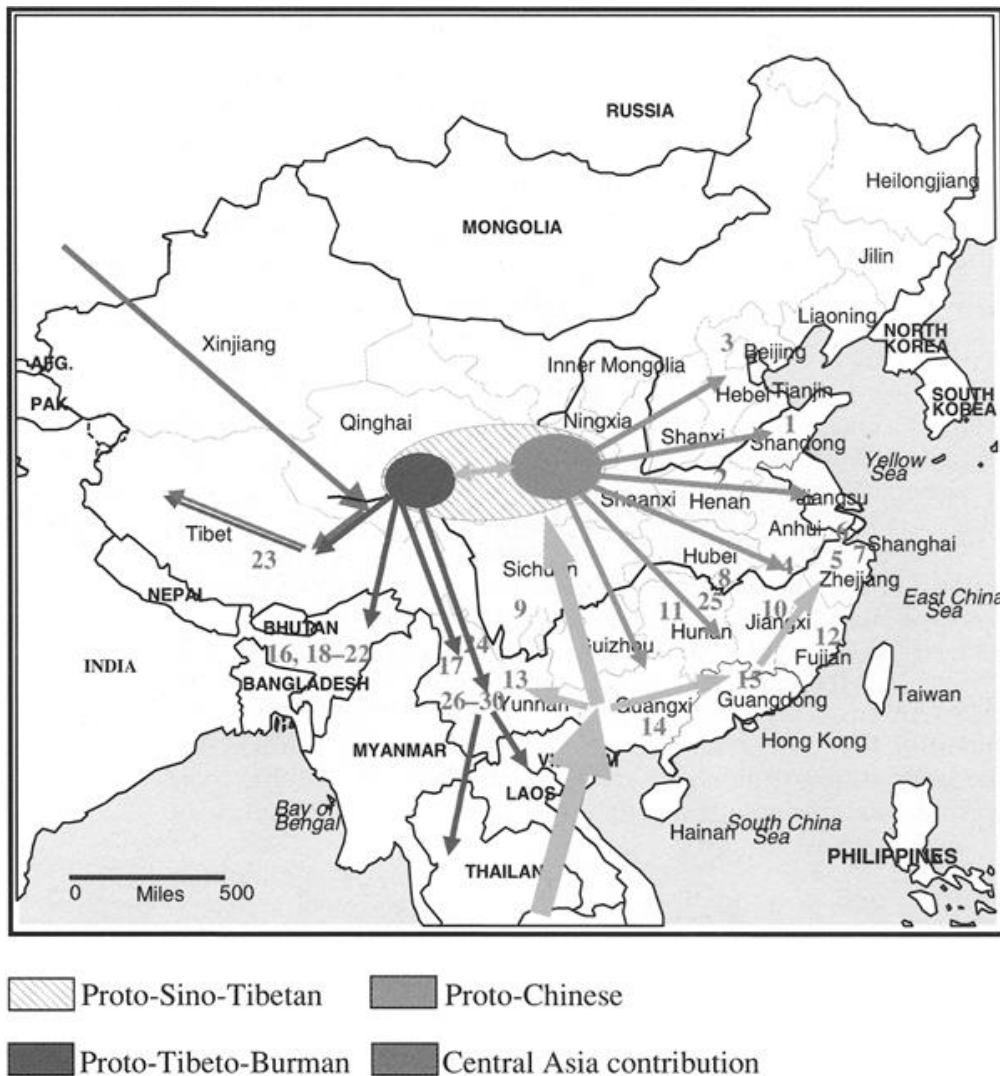 RUSSIA
Heilongjiang
MONGOLIA
Jilin
Liaoning
Xinjiang
3
Beijing
NORTH
KOREA
AFG.
Inner Mongolia
Hebei
Tianjin
PAK.
Qinghai
Ningxia
SOUTH
KOREA
Shanxi
1
Shandong
Yellow
Sea
2
Shaanxi
Henan
Jiangsu
Tibet
23
Anhui
6
Shanghai
Hubei
4
5
7
Sichuan
8
Zhejiang
NEPAL
9
25
11
10
East China
Sea
BHUTAN
Jiangxi
Hunan
12
INDIA
16, 18–22
24
Guizhou
Fujian
17
13
15
BANGLADESH
26–30
Yunnan
Guangxi
Guangdong
Taiwan
14
MYANMAR
Hong Kong
LAOS
Bay of
Bengal
Hainan
South China
Sea
THAILAN
PHILIPPINES
0
500
Miles
Proto-Sino-Tibetan
Proto-Chinese
Proto-Tibeto-Burman
Central Asia contribution